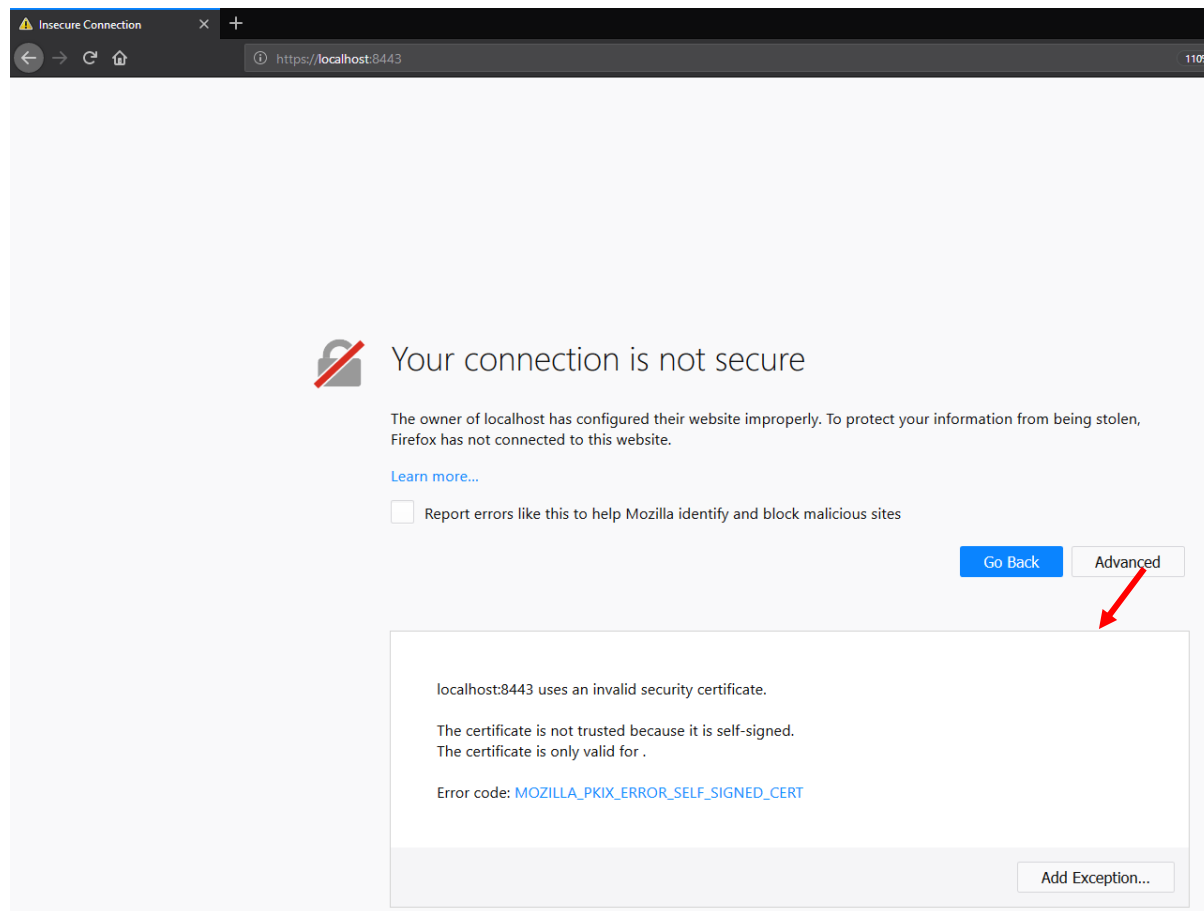 Insecure Connection
https://localhost:8443
110%
Your connection is not secure
The owner of localhost has configured their website improperly. To protect your information from being stolen,
Firefox has not connected to this website.
Learn more...
Report errors like this to help Mozilla identify and block malicious sites
Go Back
Advanced
localhost:8443 uses an invalid security certificate.
The certificate is not trusted because it is self-signed.
The certificate is only valid for .
Error code: MOZILLA_PKIX_ERROR_SELF_SIGNED_CERT
Add Exception...